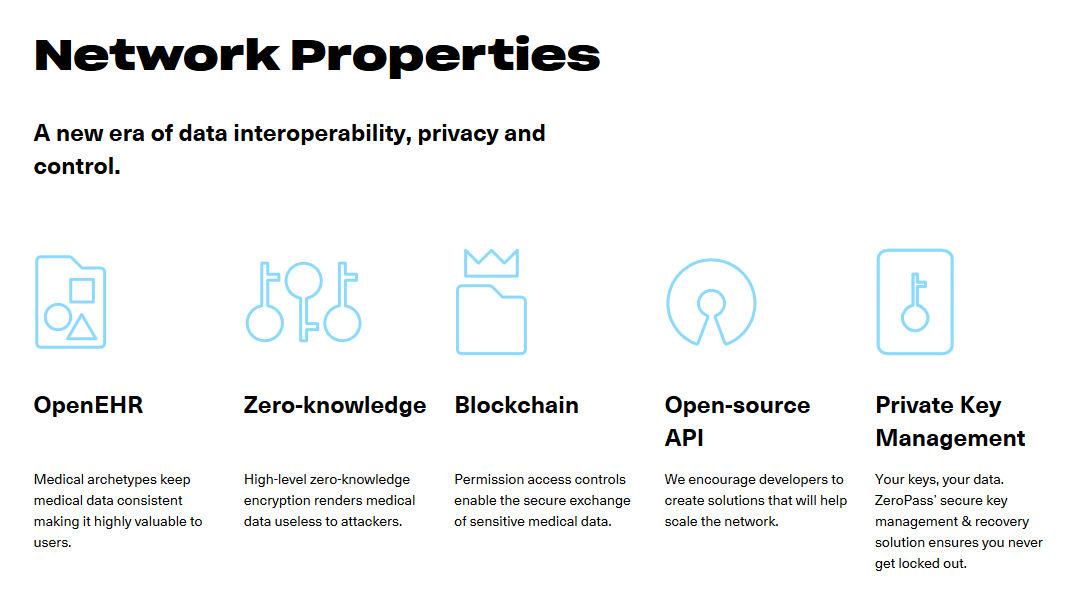 Network Properties
A new era of data interoperability, privacy and
control.
OpenEHR
Medical archetypes keep
medical data consistent
making it highly valuable to
users.
Zero-knowledge
High-level zero-knowledge
encryption renders medical
data useless to attackers.
Blockchain
Permission access controls
enable the secure exchange
of sensitive medical data.
Open-source
API
We encourage developers to
create solutions that will help
scale the network.
Private Key
Management
Your keys, your data.
ZeroPass' secure key
management & recovery
solution ensures you never
get locked out.